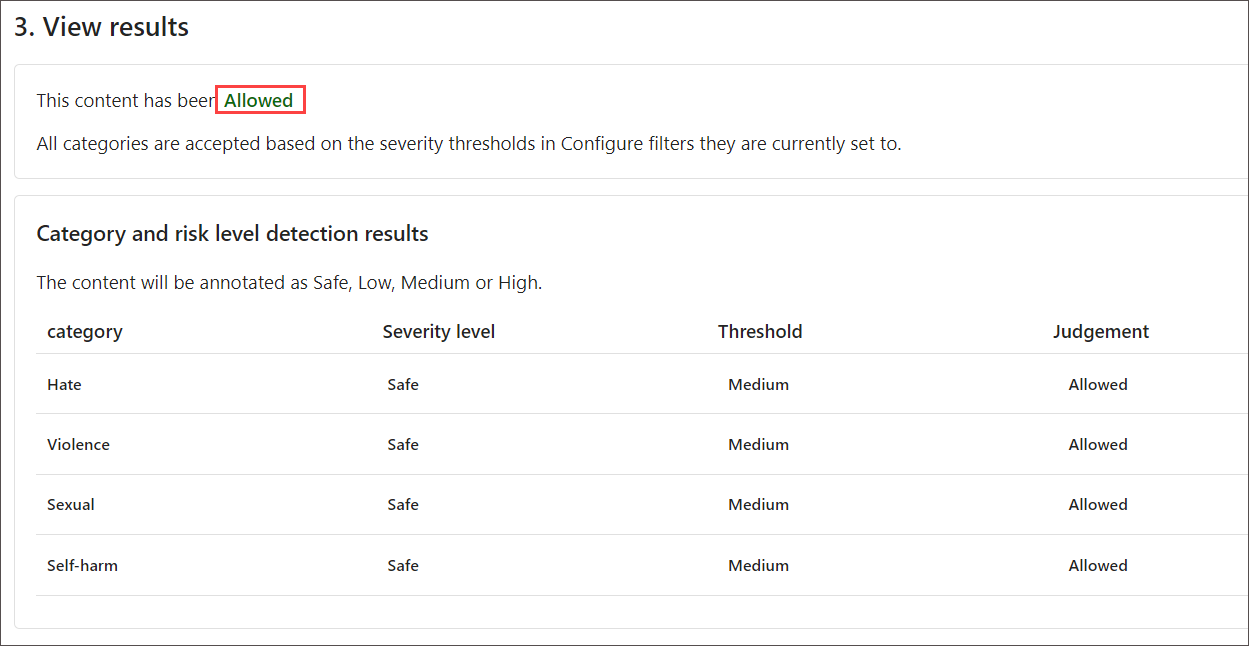 3. View results
This content has been Allowed
All categories are accepted based on the severity thresholds in Configure filters they are currently set to.
Category and risk level detection results
The content will be annotated as Safe, Low, Medium or High.
category Severity level Threshold Judgement
Hate Safe Medium Allowed
Violence Safe Medium Allowed
Sexual Safe Medium Allowed
Self-harm Safe Medium Allowed